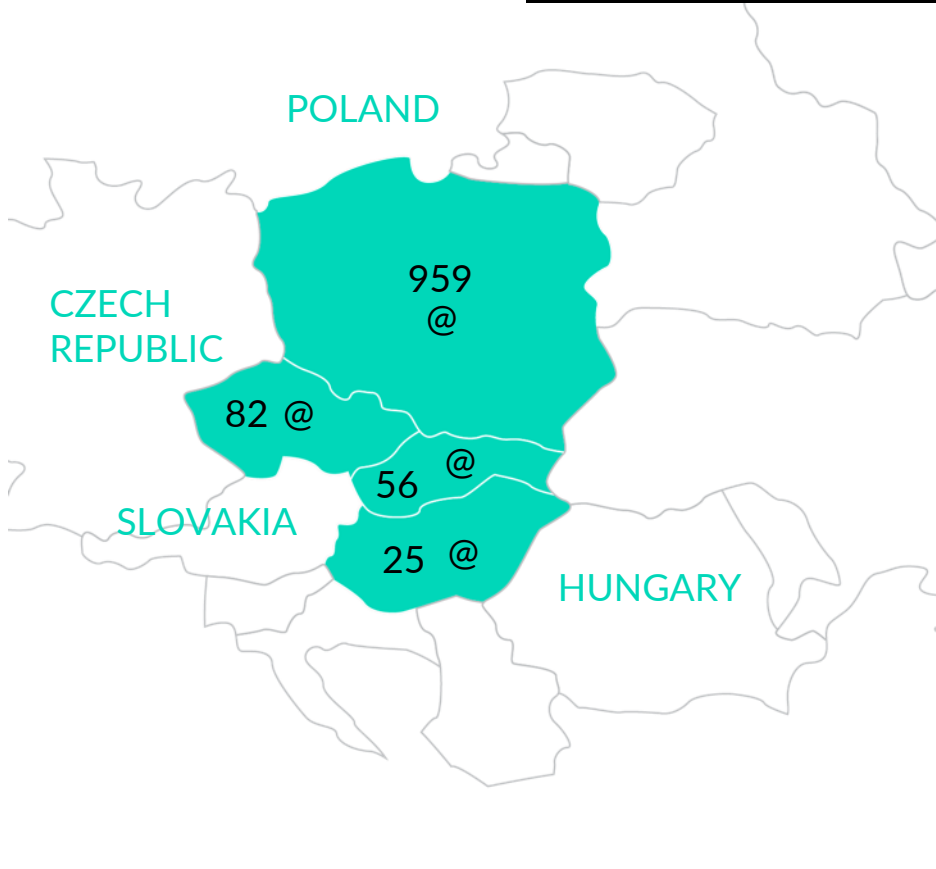 POLAND
959
@
CZECH
REPUBLIC
82 @
@
56
SLOVAKIA
25 @
HUNGARY